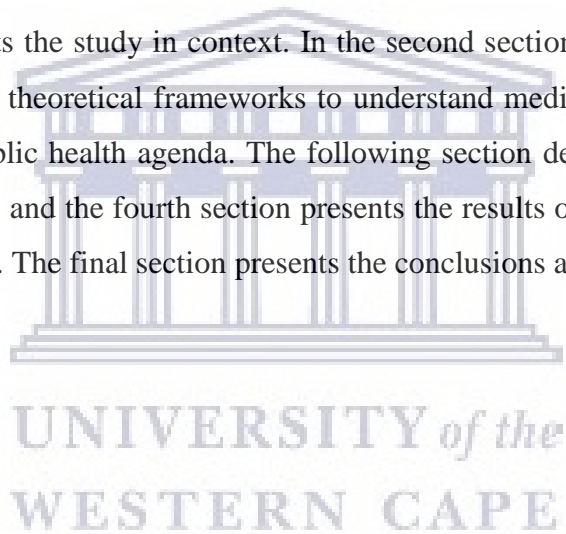 ts the study in context. In the second section
theoretical frameworks to understand medi
blic health agenda. The following section de
and the fourth section presents the results o
. The final section presents the conclusions a
UNIVERSITY of the
WESTERN CAPE